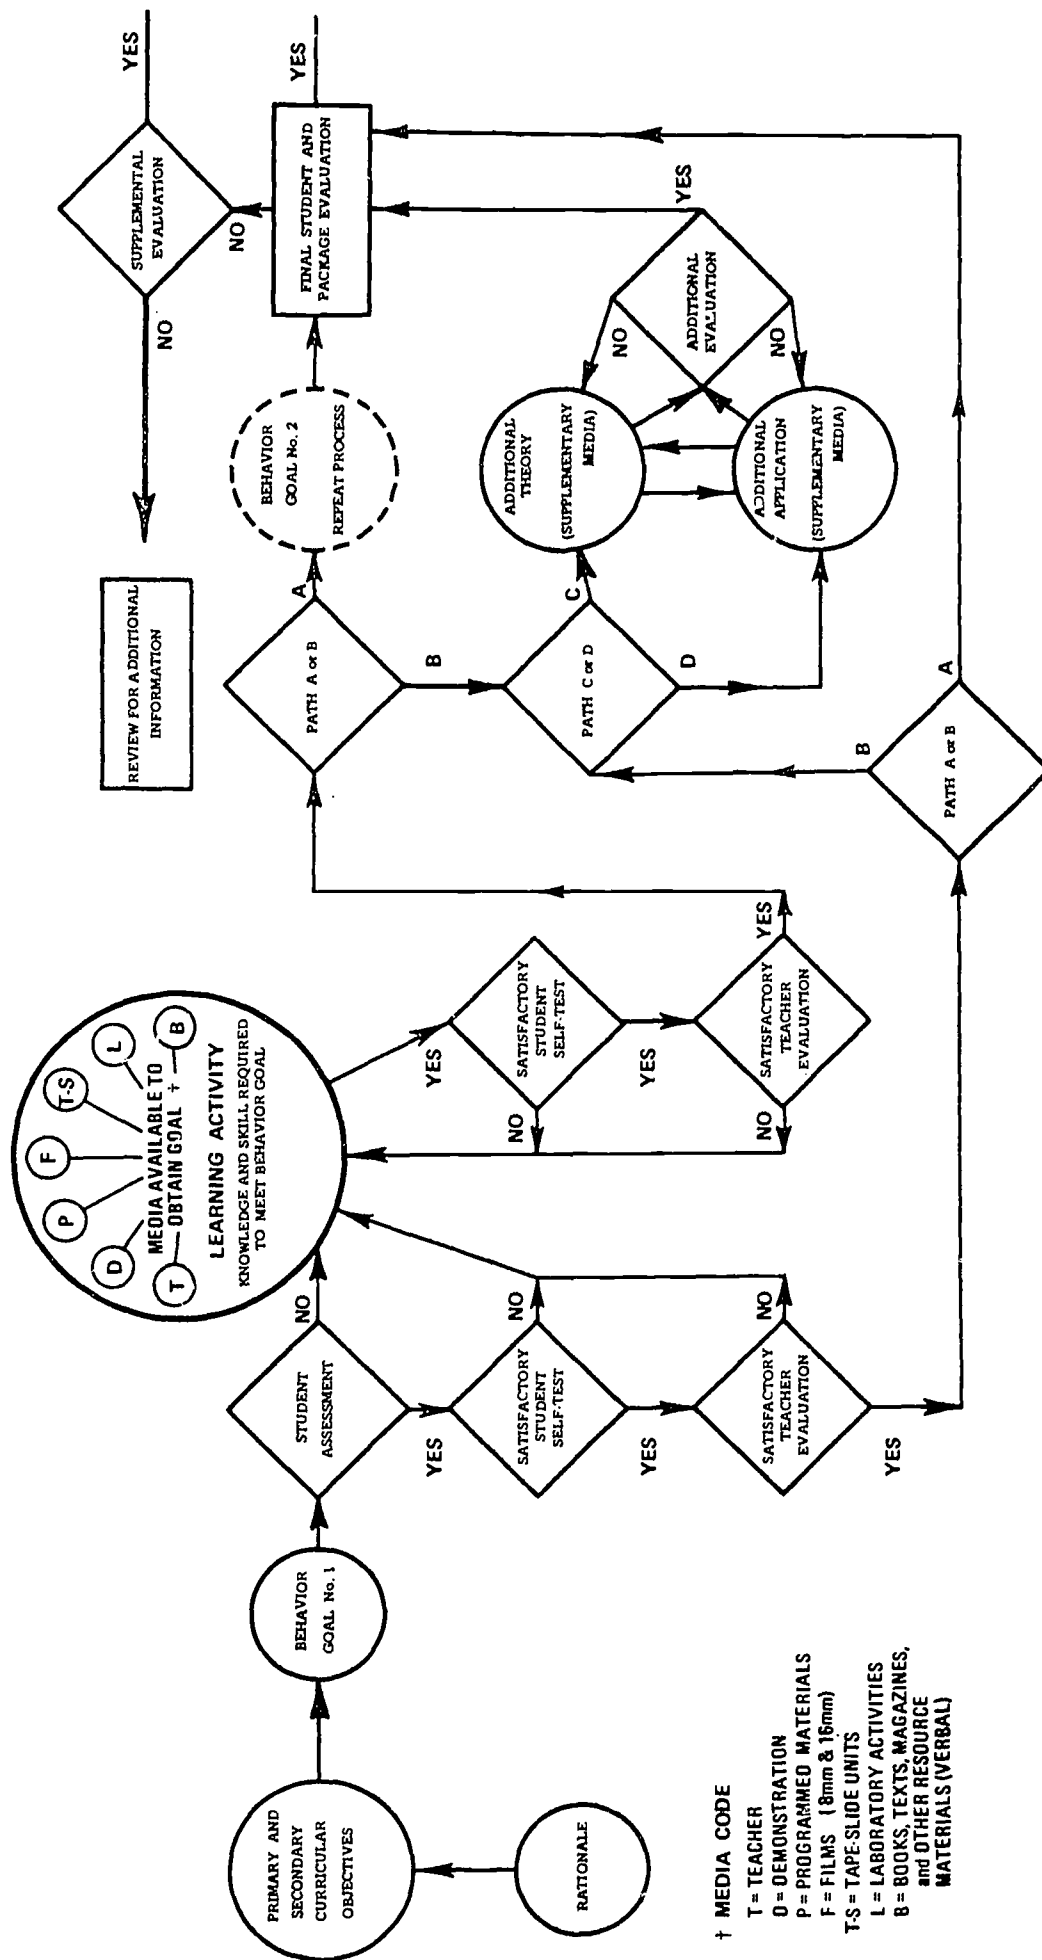 RATIONALE
PRIMARY AND
SECONDARY
CURRICULAR
OBJECTIVES
BEHAVIOR
GOAL No. 1
STUDENT
ASSESSMENT
NO
YES
SATISFACTORY
STUDENT
SELF-TEST
NO
YES
SATISFACTORY
TEACHER
EVALUATION
NO
YES
T
D
P
F
T-S
L
B
MEDIA AVAILABLE TO
OBTAIN GOAL †
LEARNING ACTIVITY
KNOWLEDGE AND SKILL REQUIRED
TO MEET BEHAVIOR GOAL
YES
SATISFACTORY
STUDENT
SELF-TEST
NO
YES
SATISFACTORY
TEACHER
EVALUATION
NO
YES
PATH A or B
A
B
PATH A or B
A
B
PATH C or D
C
D
BEHAVIOR
GOAL No. 2
REPEAT PROCESS
ADDITIONAL
THEORY
(SUPPLEMENTARY
MEDIA)
ADDITIONAL
APPLICATION
(SUPPLEMENTARY
MEDIA)
NO
NO
ADDITIONAL
EVALUATION
YES
FINAL STUDENT AND
PACKAGE EVALUATION
YES
NO
SUPPLEMENTAL
EVALUATION
YES
NO
REVIEW FOR ADDITIONAL
INFORMATION
† MEDIA CODE
T = TEACHER
D = DEMONSTRATION
P = PROGRAMMED MATERIALS
F = FILMS (8mm & 16mm)
T-S = TAPE-SLIDE UNITS
L = LABORATORY ACTIVITIES
B = BOOKS, TEXTS, MAGAZINES,
and OTHER RESOURCE
MATERIALS (VERBAL)